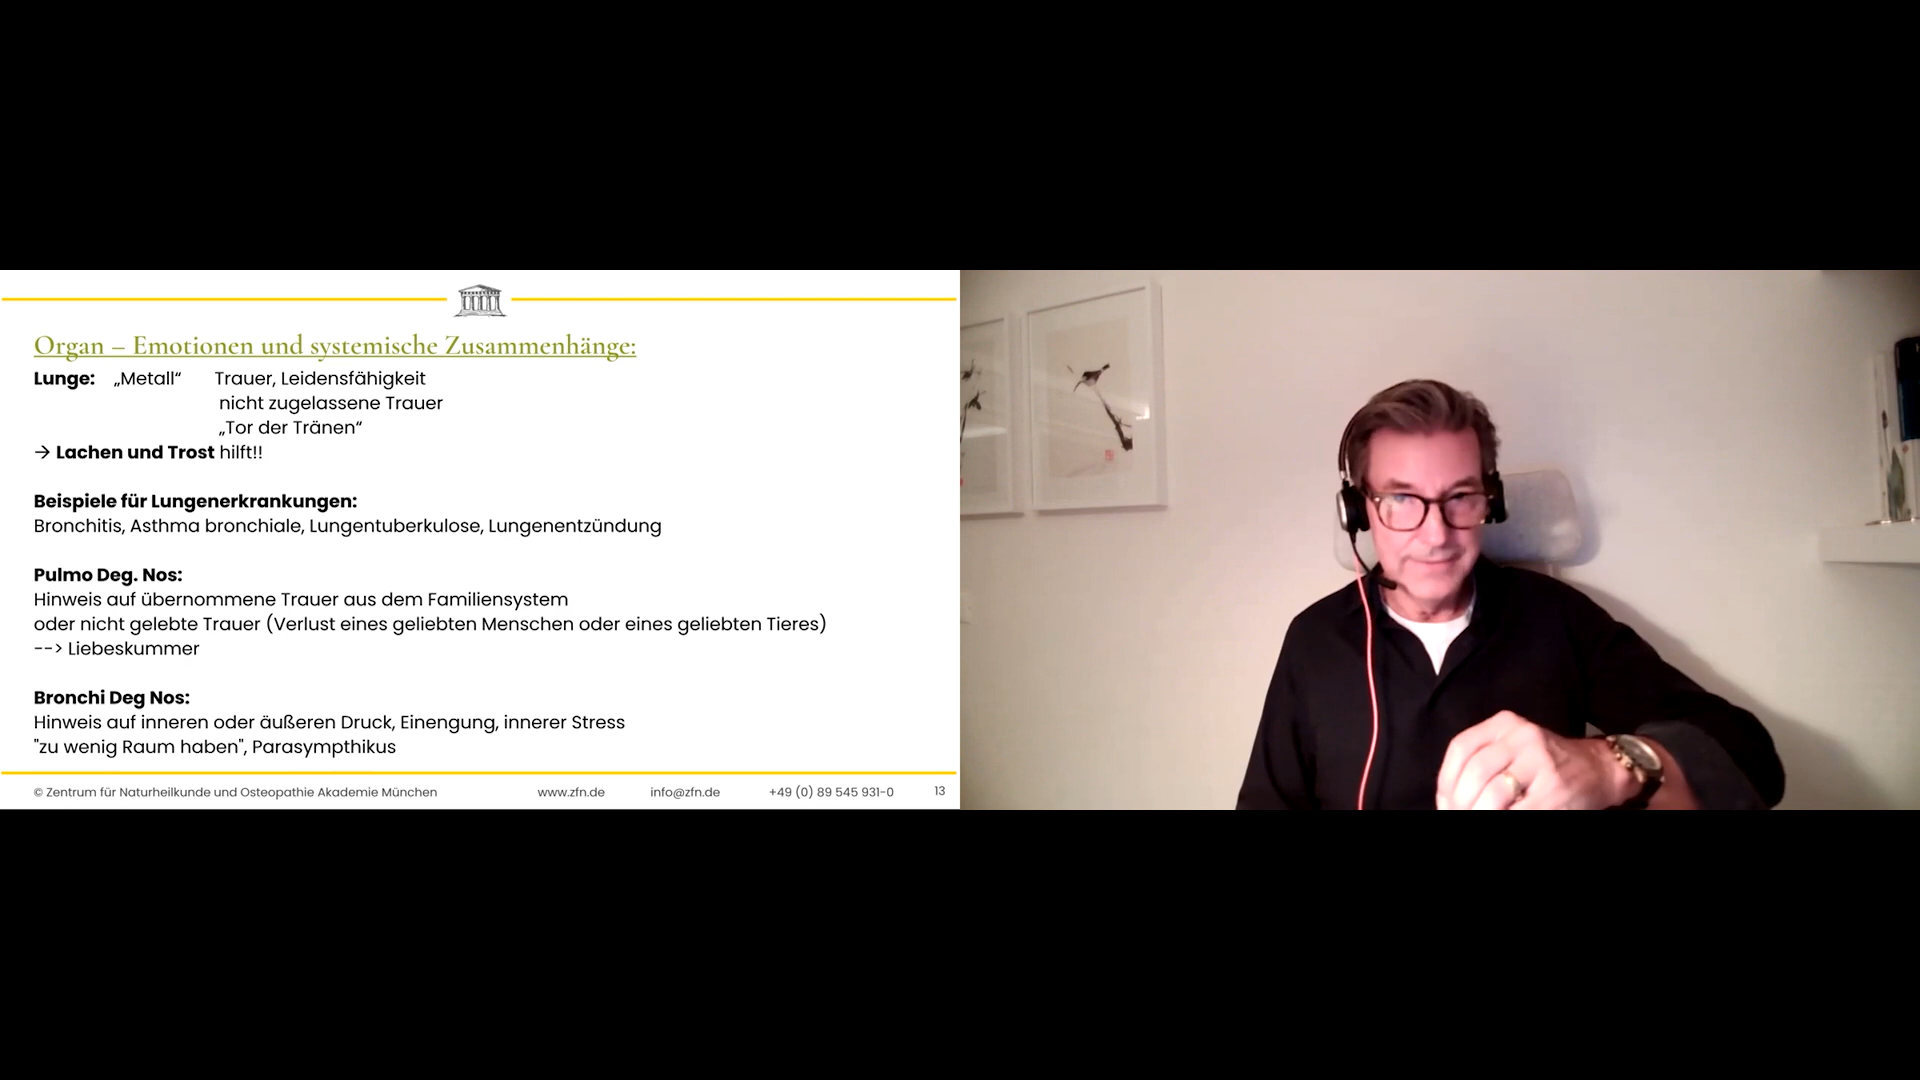 Organ – Emotionen und systemische Zusammenhänge:
Lunge: „Metall“ Trauer, Leidensfähigkeit
nicht zugelassene Trauer
„Tor der Tränen“
→ Lachen und Trost hilft!!
Beispiele für Lungenerkrankungen:
Bronchitis, Asthma bronchiale, Lungentuberkulose, Lungenentzündung
Pulmo Deg. Nos:
Hinweis auf übernommene Trauer aus dem Familiensystem
oder nicht gelebte Trauer (Verlust eines geliebten Menschen oder eines geliebten Tieres)
--> Liebeskummer
Bronchi Deg Nos:
Hinweis auf inneren oder äußeren Druck, Einengung, innerer Stress
"zu wenig Raum haben", Parasympthikus
© Zentrum für Naturheilkunde und Osteopathie Akademie München www.zfn.de info@zfn.de +49 (0) 89 545 931-0 13